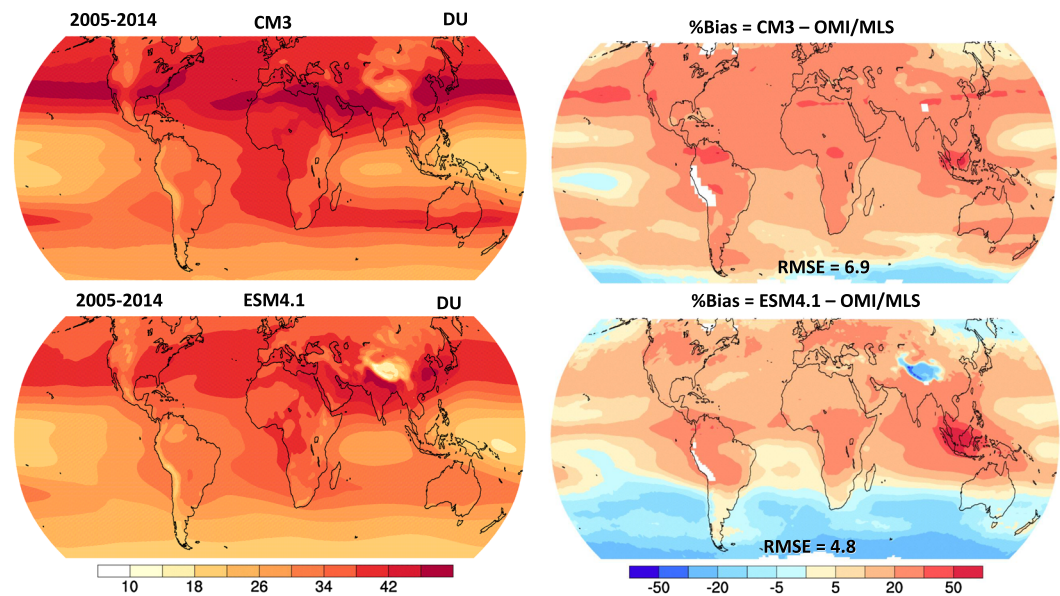 2005-2014 CM3 DU
%Bias = CM3 – OMI/MLS
RMSE = 6.9
2005-2014 ESM4.1 DU
%Bias = ESM4.1 – OMI/MLS
RMSE = 4.8
10 18 26 34 42
-50 -20 -5 5 20 50